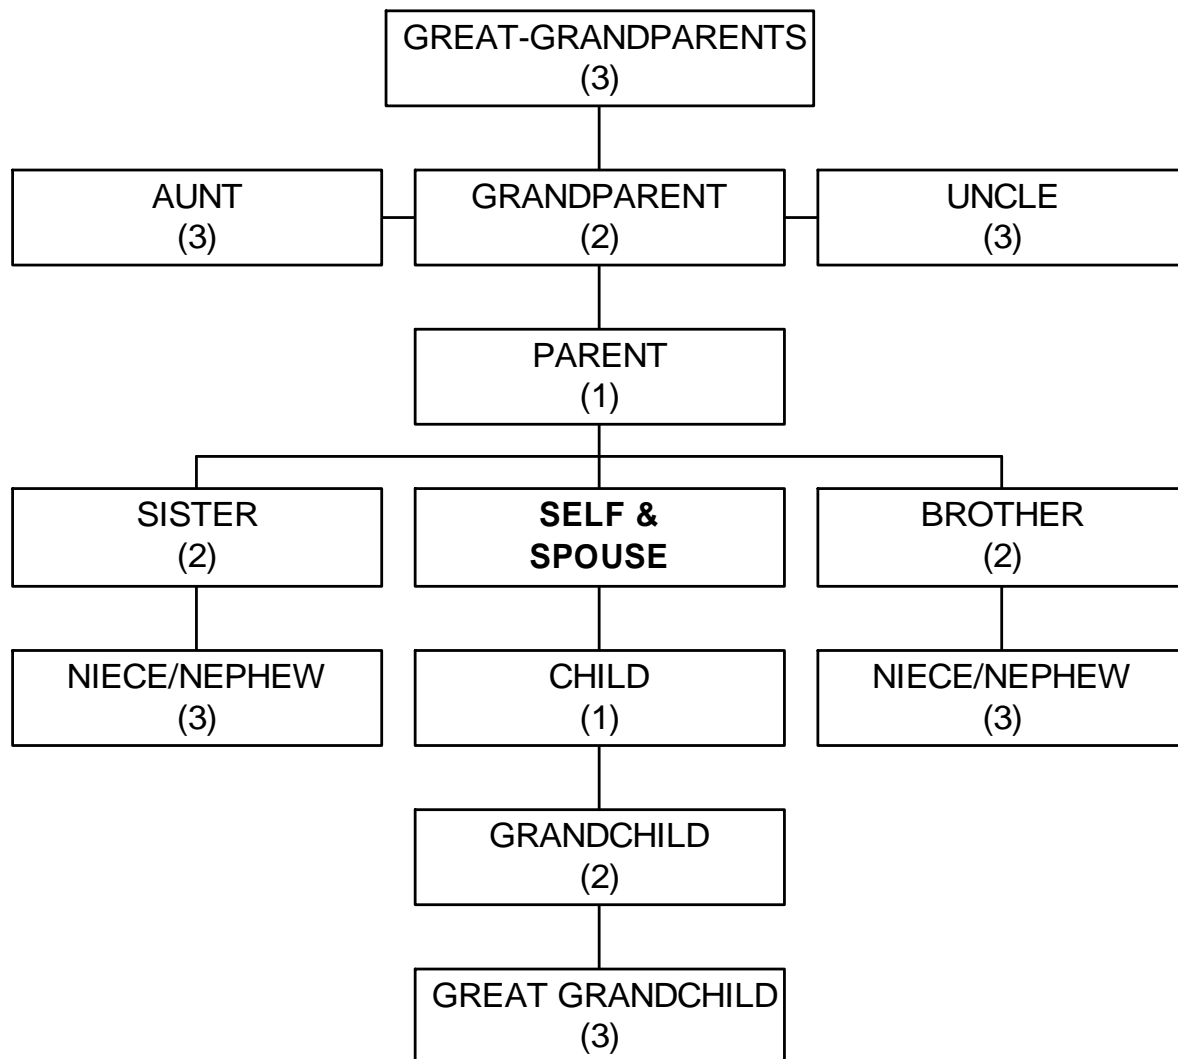 GREAT-GRANDPARENTS
(3)
AUNT
(3)
GRANDPARENT
(2)
UNCLE
(3)
PARENT
(1)
SISTER
(2)
SELF &
SPOUSE
BROTHER
(2)
NIECE/NEPHEW
(3)
CHILD
(1)
NIECE/NEPHEW
(3)
GRANDCHILD
(2)
GREAT GRANDCHILD
(3)